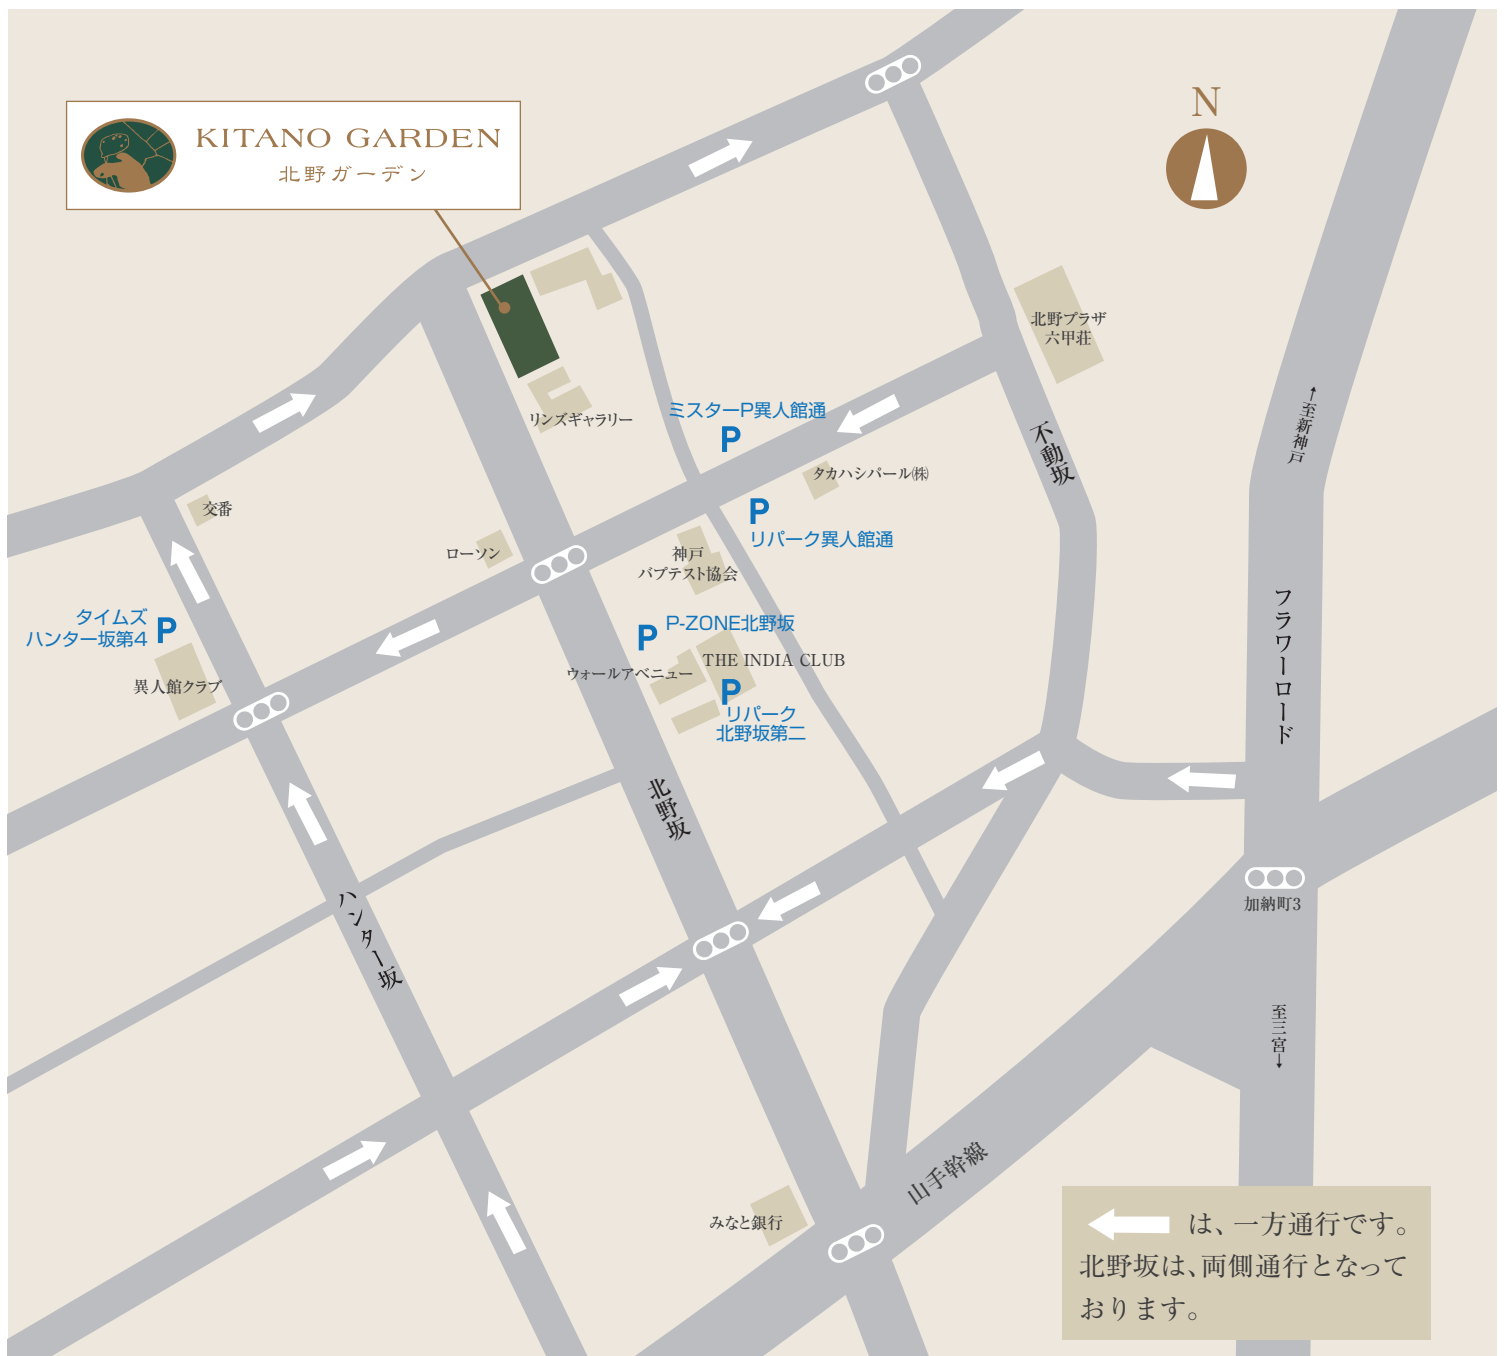 KITANO GARDEN
北野ガーデン
N
北野プラザ
六甲荘
←至新神戸
リンズギャラリー
ミスターP異人館通
P
不動坂
タカハシパール㈱
交番
P
リパーク異人館通
ローソン
神戸
バプテスト協会
タイムズ
ハンター坂第4
P
P-ZONE北野坂
P
THE INDIA CLUB
ウォールアベニュー
異人館クラブ
P
リパーク
北野坂第二
フラワーロード
北野坂
ハンター坂
加納町3
至三宮→
山手幹線
みなと銀行
は、一方通行です。
北野坂は、両側通行となって
おります。